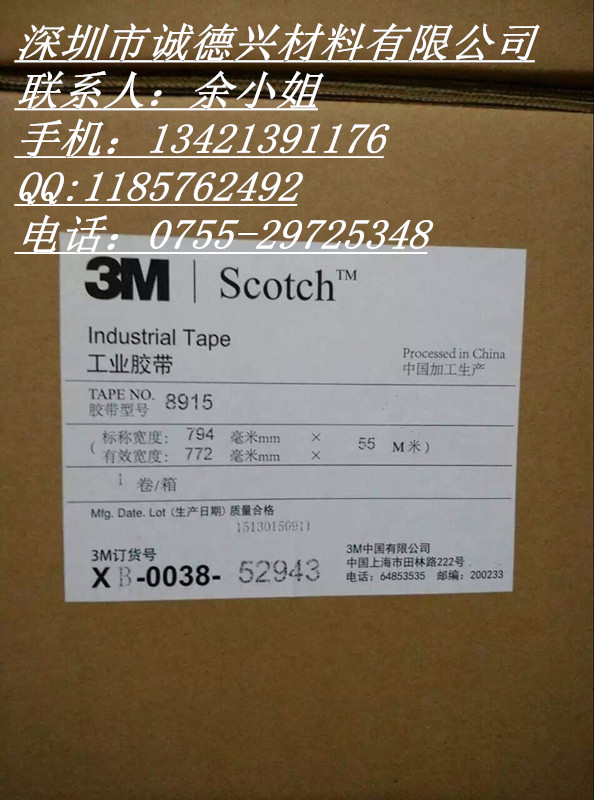 深圳市诚德兴材料有限公司
联系人：余小姐
手机：13421391176
QQ:1185762492
电话：0755-29725348
3M | Scotch™
Industrial Tape
工业胶带
Processed in China
中国加工生产
TAPE NO. 8915
胶带型号
( 标称宽度： 794 毫米mm × 55 M 米 )
有效宽度： 772 毫米mm ×
1 卷/箱
Mfg. Date. Lot (生产日期) 质量合格
15130150911
3M订货号
X B-0038- 52943
3M中国有限公司
中国上海市田林路222号
电话：64853535 邮编：200233